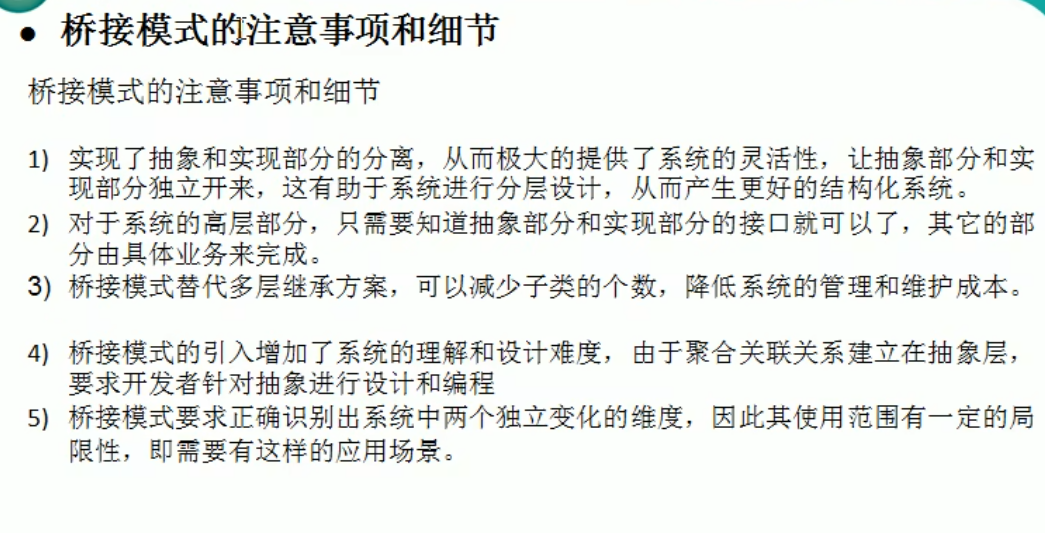 ● 桥接模式的注意事项和细节
桥接模式的注意事项和细节
1) 实现了抽象和实现部分的分离，从而极大的提供了系统的灵活性，让抽象部分和实
现部分独立开来，这有助于系统进行分层设计，从而产生更好的结构化系统。
2) 对于系统的高层部分，只需要知道抽象部分和实现部分的接口就可以了，其它的部
分由具体业务来完成。
3) 桥接模式替代多层继承方案，可以减少子类的个数，降低系统的管理和维护成本。
4) 桥接模式的引入增加了系统的理解和设计难度，由于聚合关联关系建立在抽象层，
要求开发者针对抽象进行设计和编程
5) 桥接模式要求正确识别出系统中两个独立变化的维度，因此其使用范围有一定的局
限性，即需要有这样的应用场景。